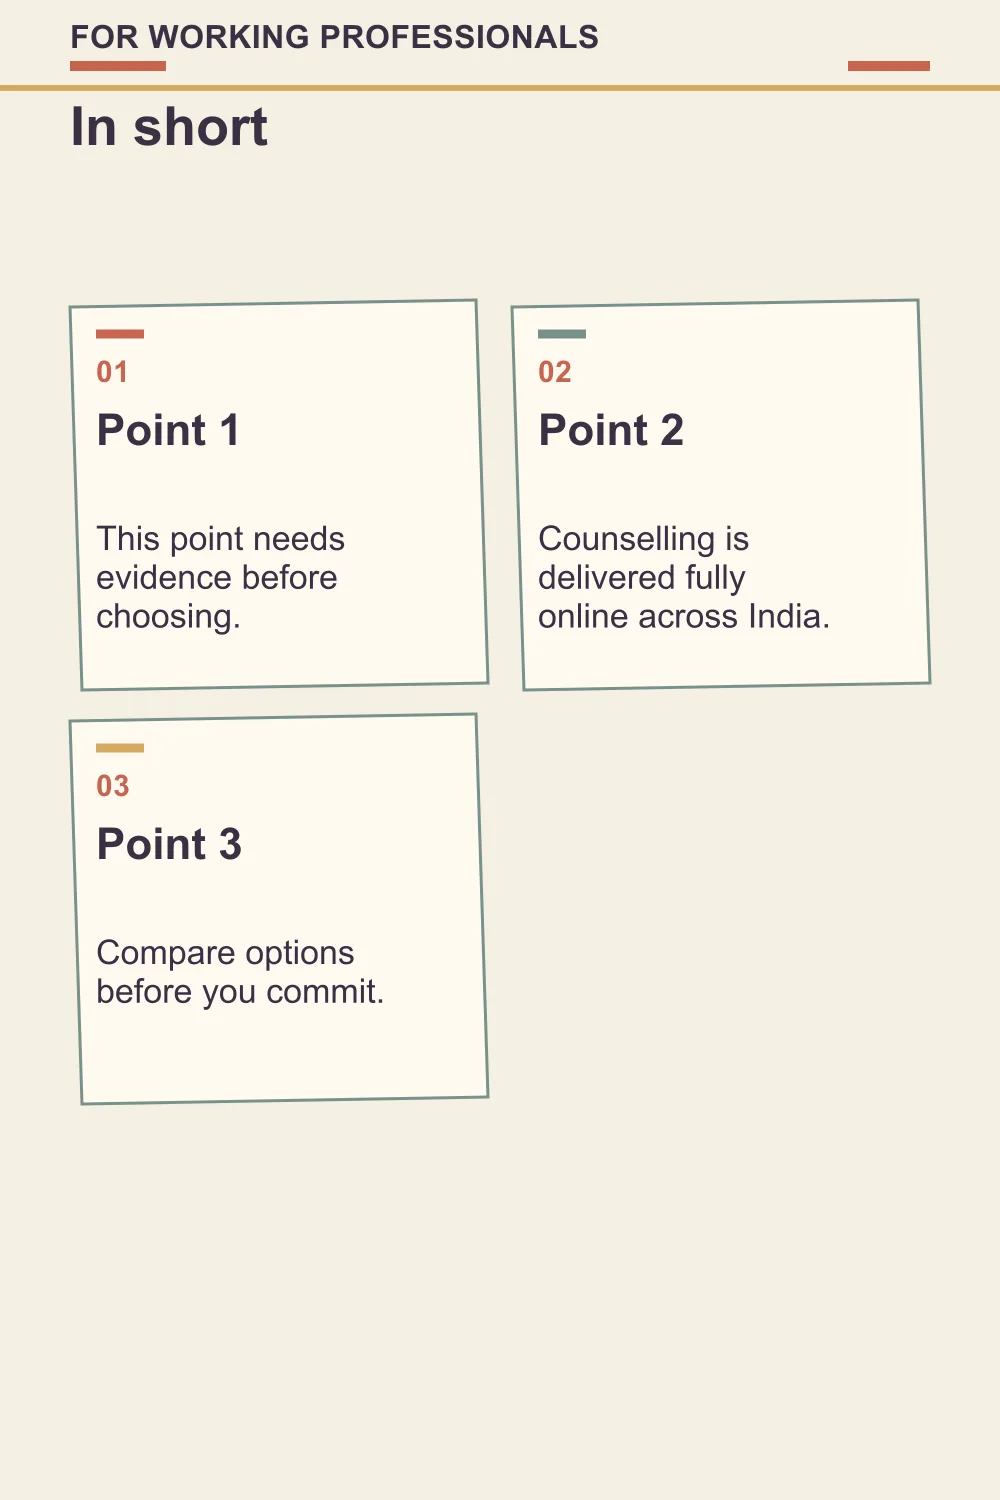 FOR WORKING PROFESSIONALS
In short
01
Point 1
This point needs
evidence before
choosing.
02
Point 2
Counselling is
delivered fully
online across India.
03
Point 3
Compare options
before you commit.